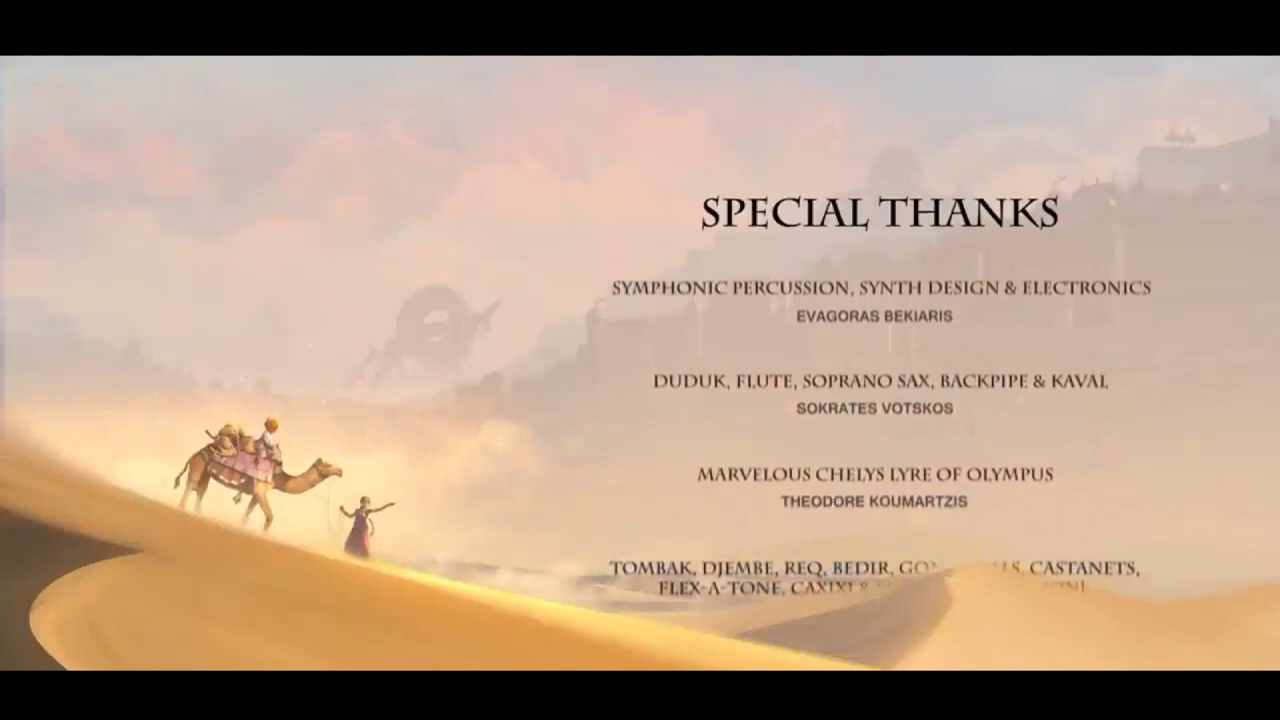 SPECIAL THANKS
SYMPHONIC PERCUSSION, SYNTH DESIGN & ELECTRONICS
EVAGORAS BEKIARIS
DUDUK, FLUTE, SOPRANO SAX, BACKPIPE & KAVAL
SOKRATES VOTSKOS
MARVELOUS CHELYS LYRE OF OLYMPUS
THEODORE KOUMARTZIS
TOMBAK, DJEMBE, REQ, BEDIR, CASTANETS,
FLEX-A-TONE, CAXIXI